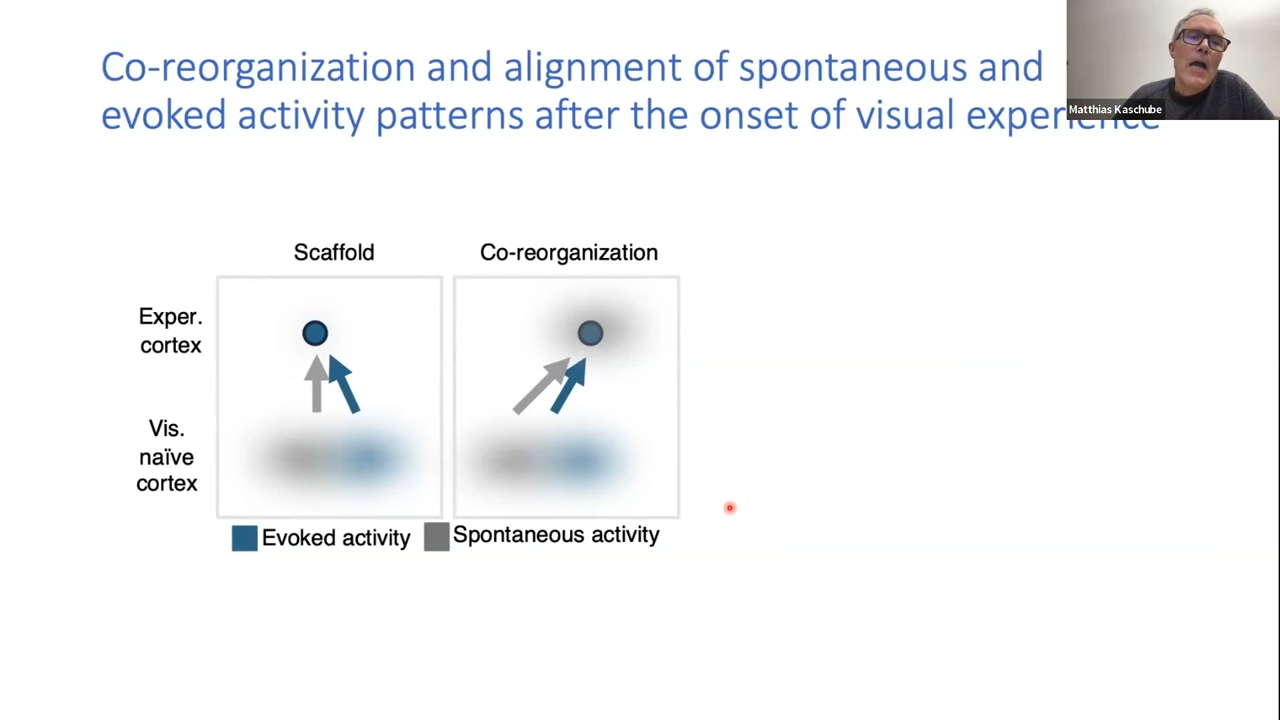 Co-reorganization and alignment of spontaneous and
evoked activity patterns after the onset of visual experience
Matthias Kaschube
Scaffold
Co-reorganization
Exper.
cortex
Vis.
naïve
cortex
Evoked activity
Spontaneous activity